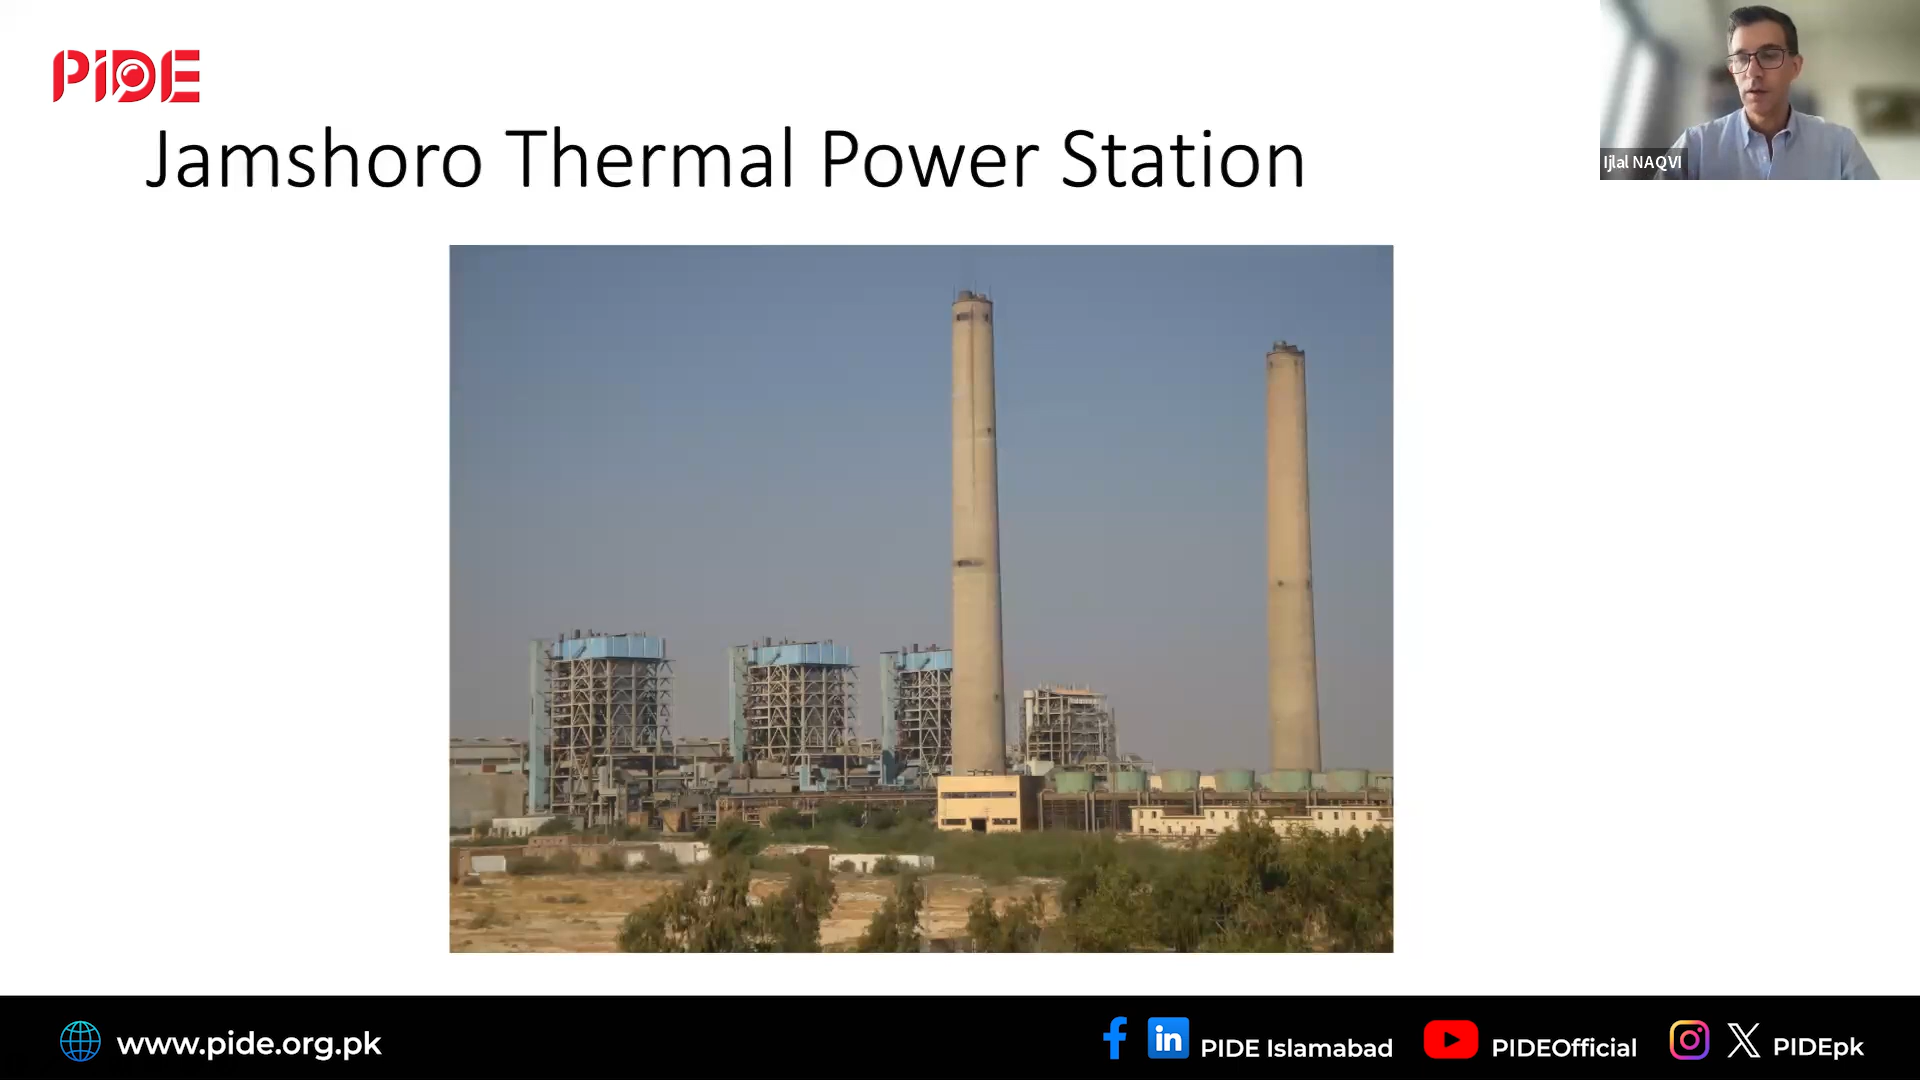 PIDE
Jamshoro Thermal Power Station
Ijlal NAQVI
www.pide.org.pk
PIDE Islamabad
PIDEOfficial
PIDEpk